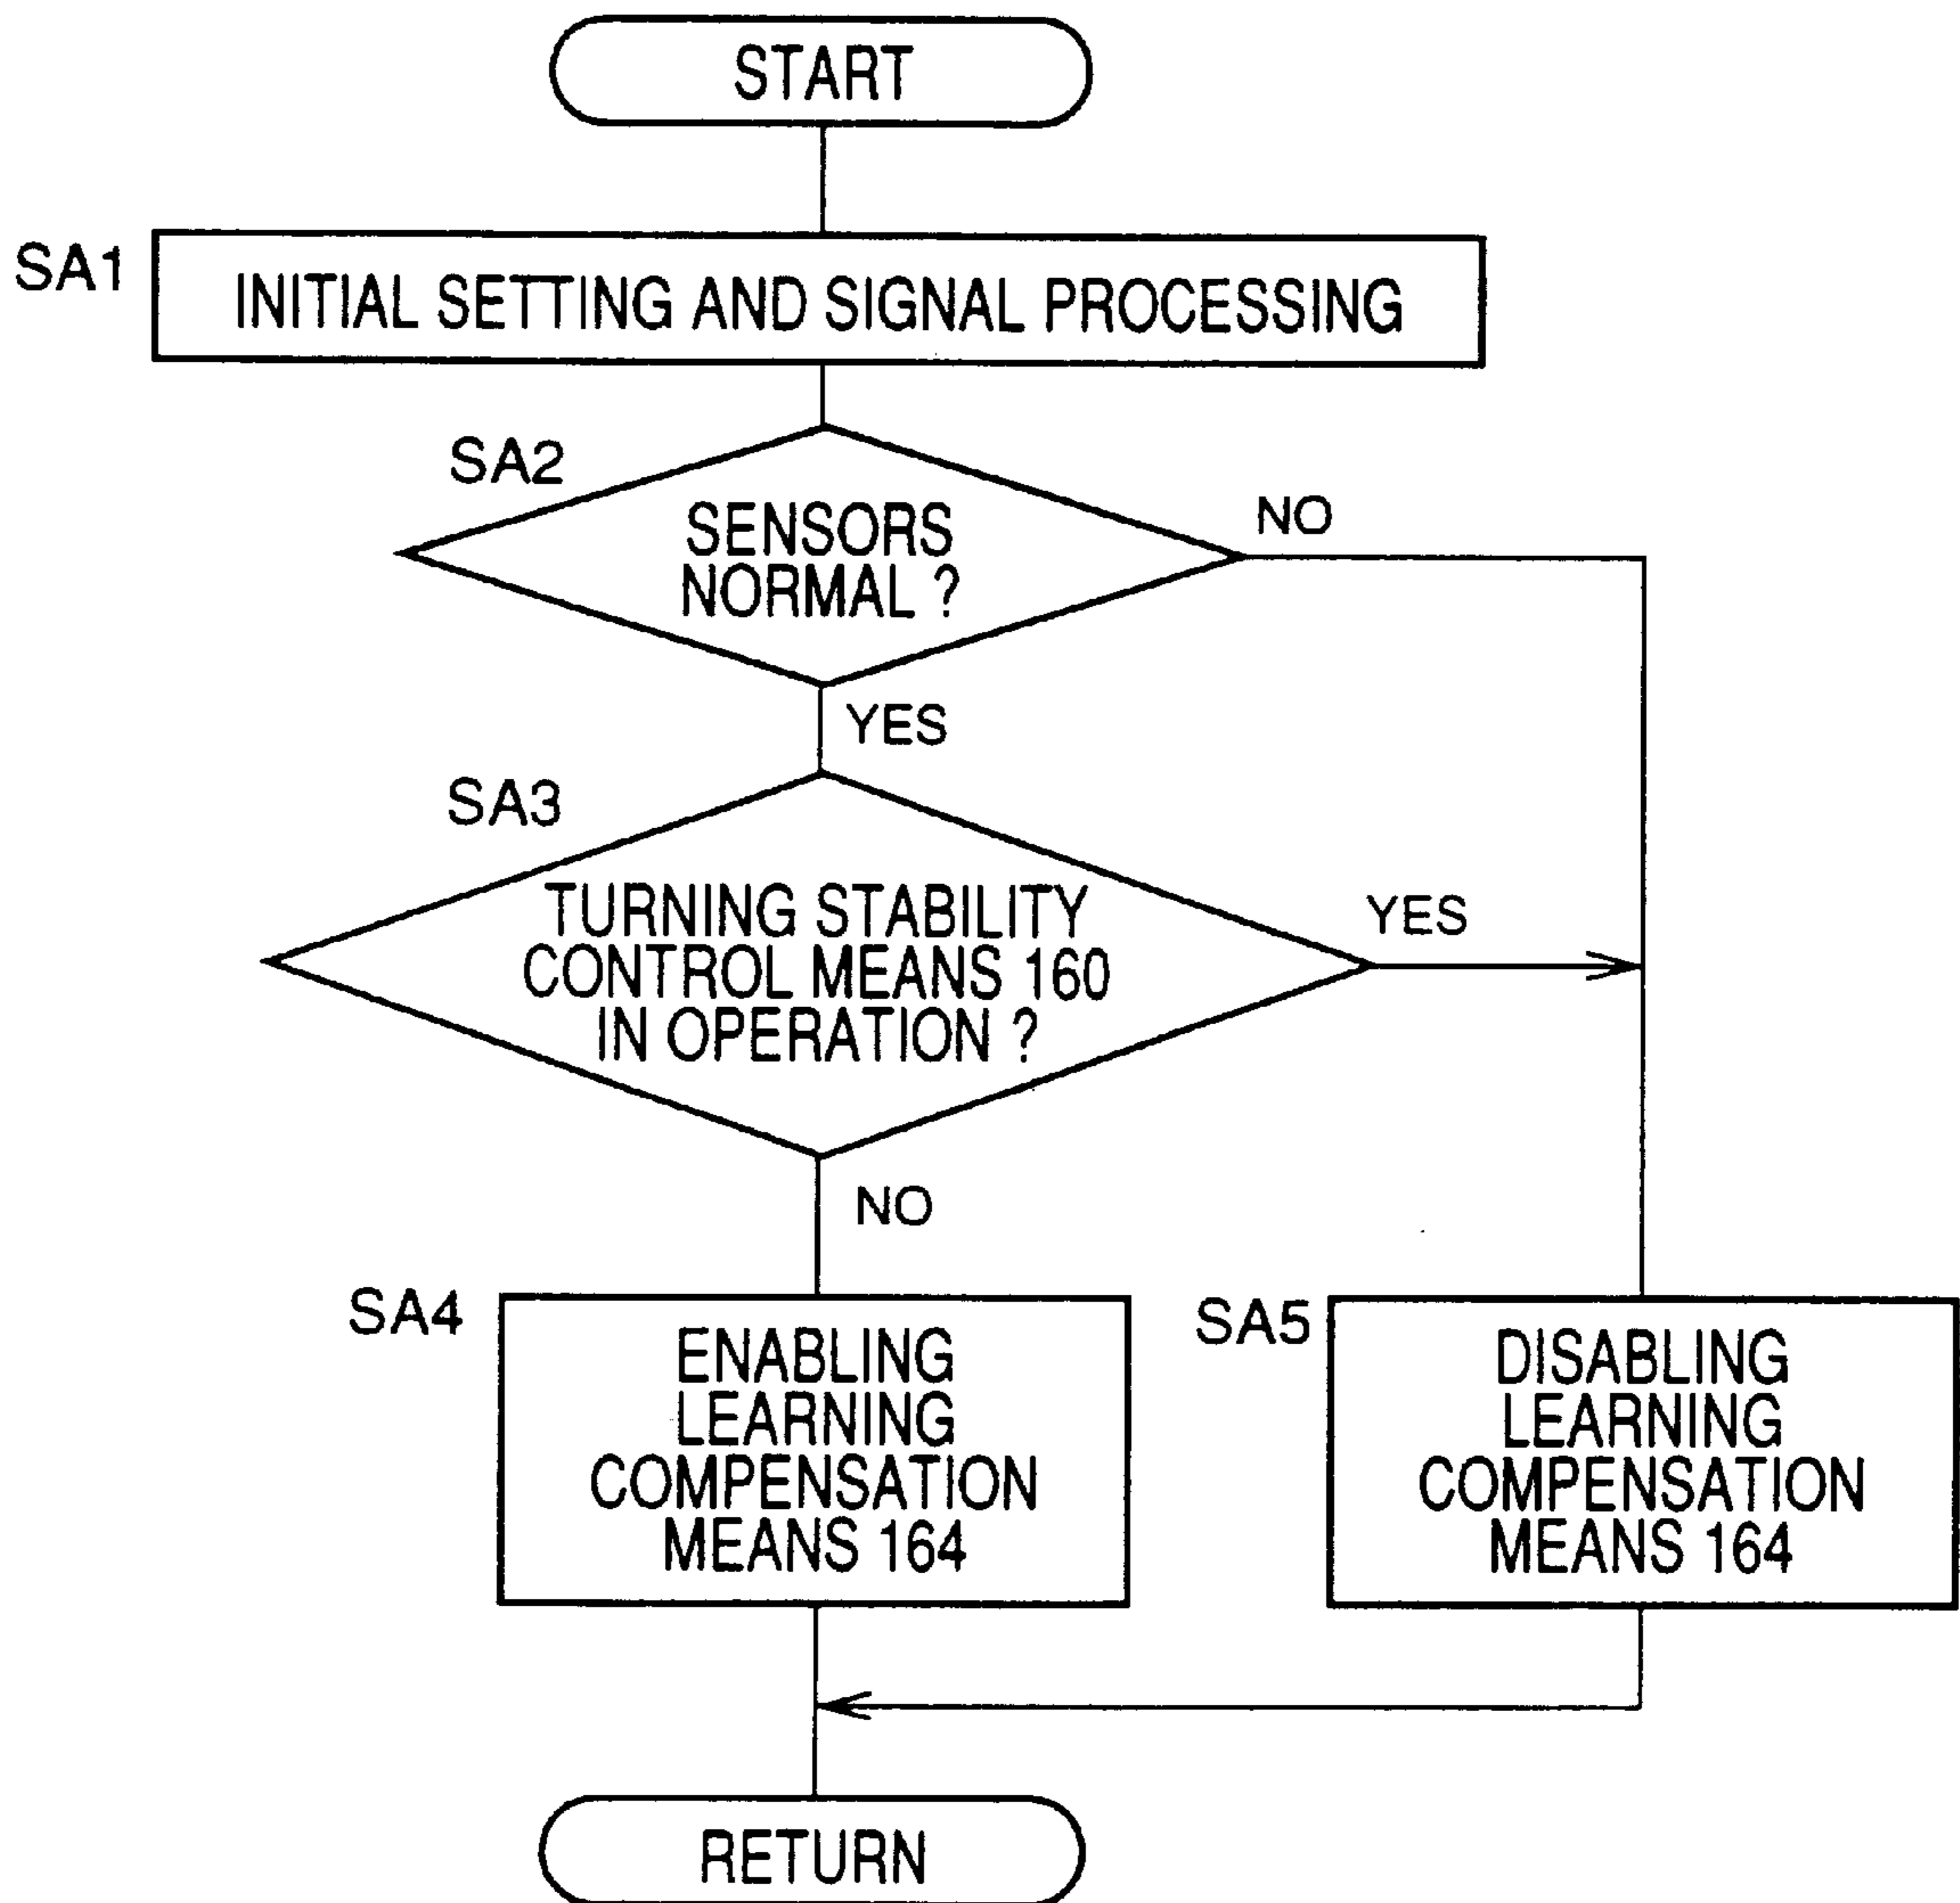 START
SA1
INITIAL SETTING AND SIGNAL PROCESSING
SA2
SENSORS
NORMAL ?
NO
YES
SA3
TURNING STABILITY
CONTROL MEANS 160
IN OPERATION ?
YES
NO
SA4
ENABLING
LEARNING
COMPENSATION
MEANS 164
SA5
DISABLING
LEARNING
COMPENSATION
MEANS 164
RETURN